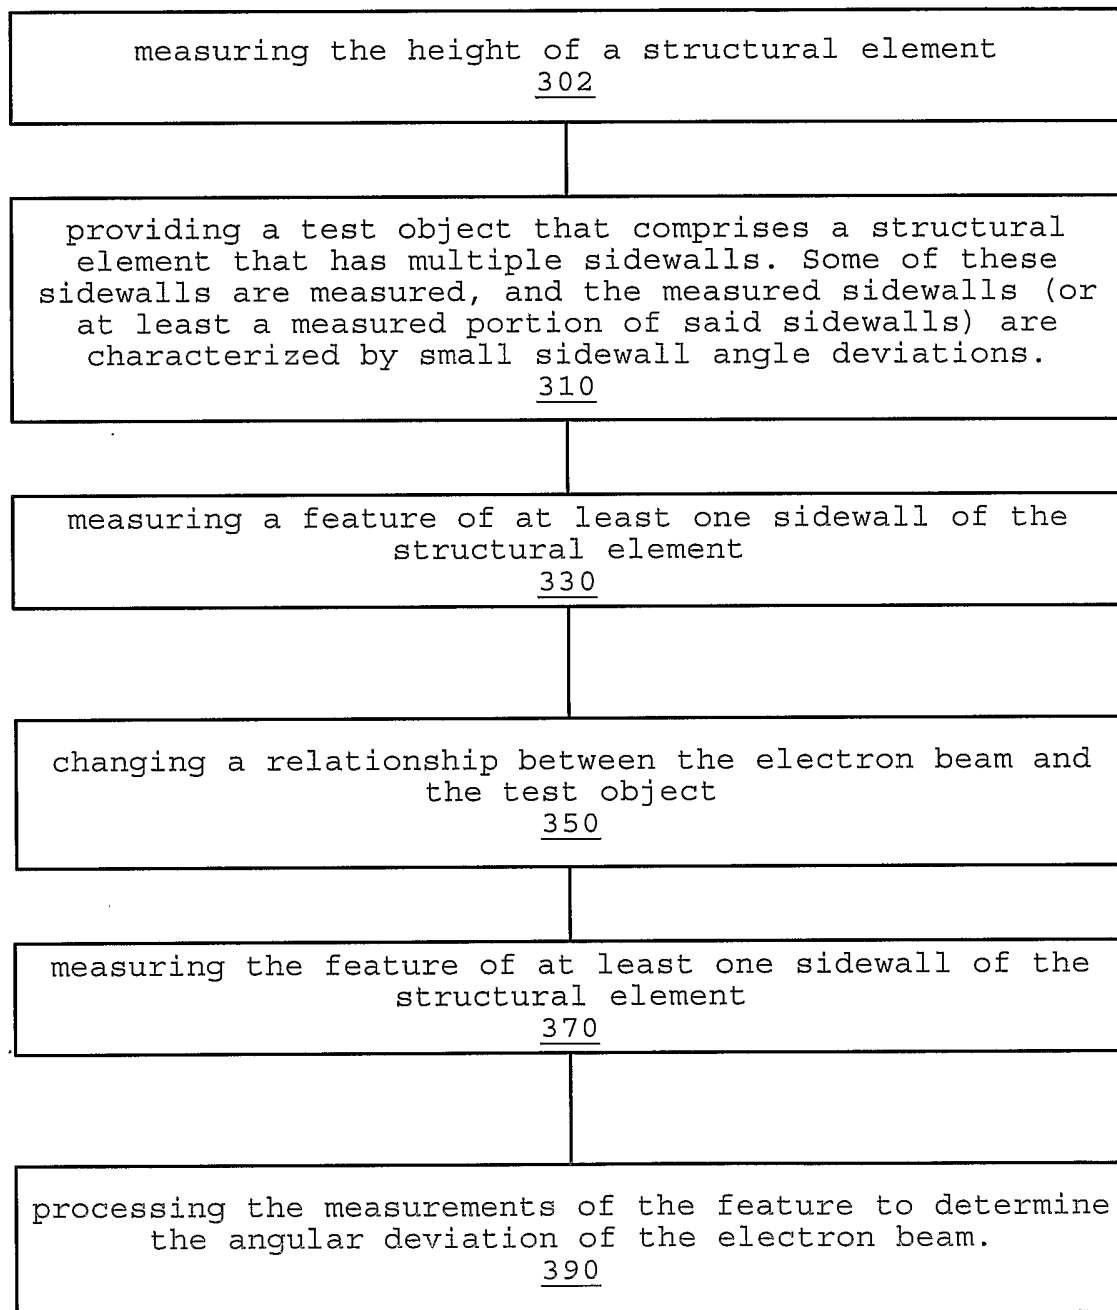 measuring the height of a structural element
302
providing a test object that comprises a structural
element that has multiple sidewalls. Some of these
sidewalls are measured, and the measured sidewalls (or
at least a measured portion of said sidewalls) are
characterized by small sidewall angle deviations.
310
measuring a feature of at least one sidewall of the
structural element
330
changing a relationship between the electron beam and
the test object
350
measuring the feature of at least one sidewall of the
structural element
370
processing the measurements of the feature to determine
the angular deviation of the electron beam.
390